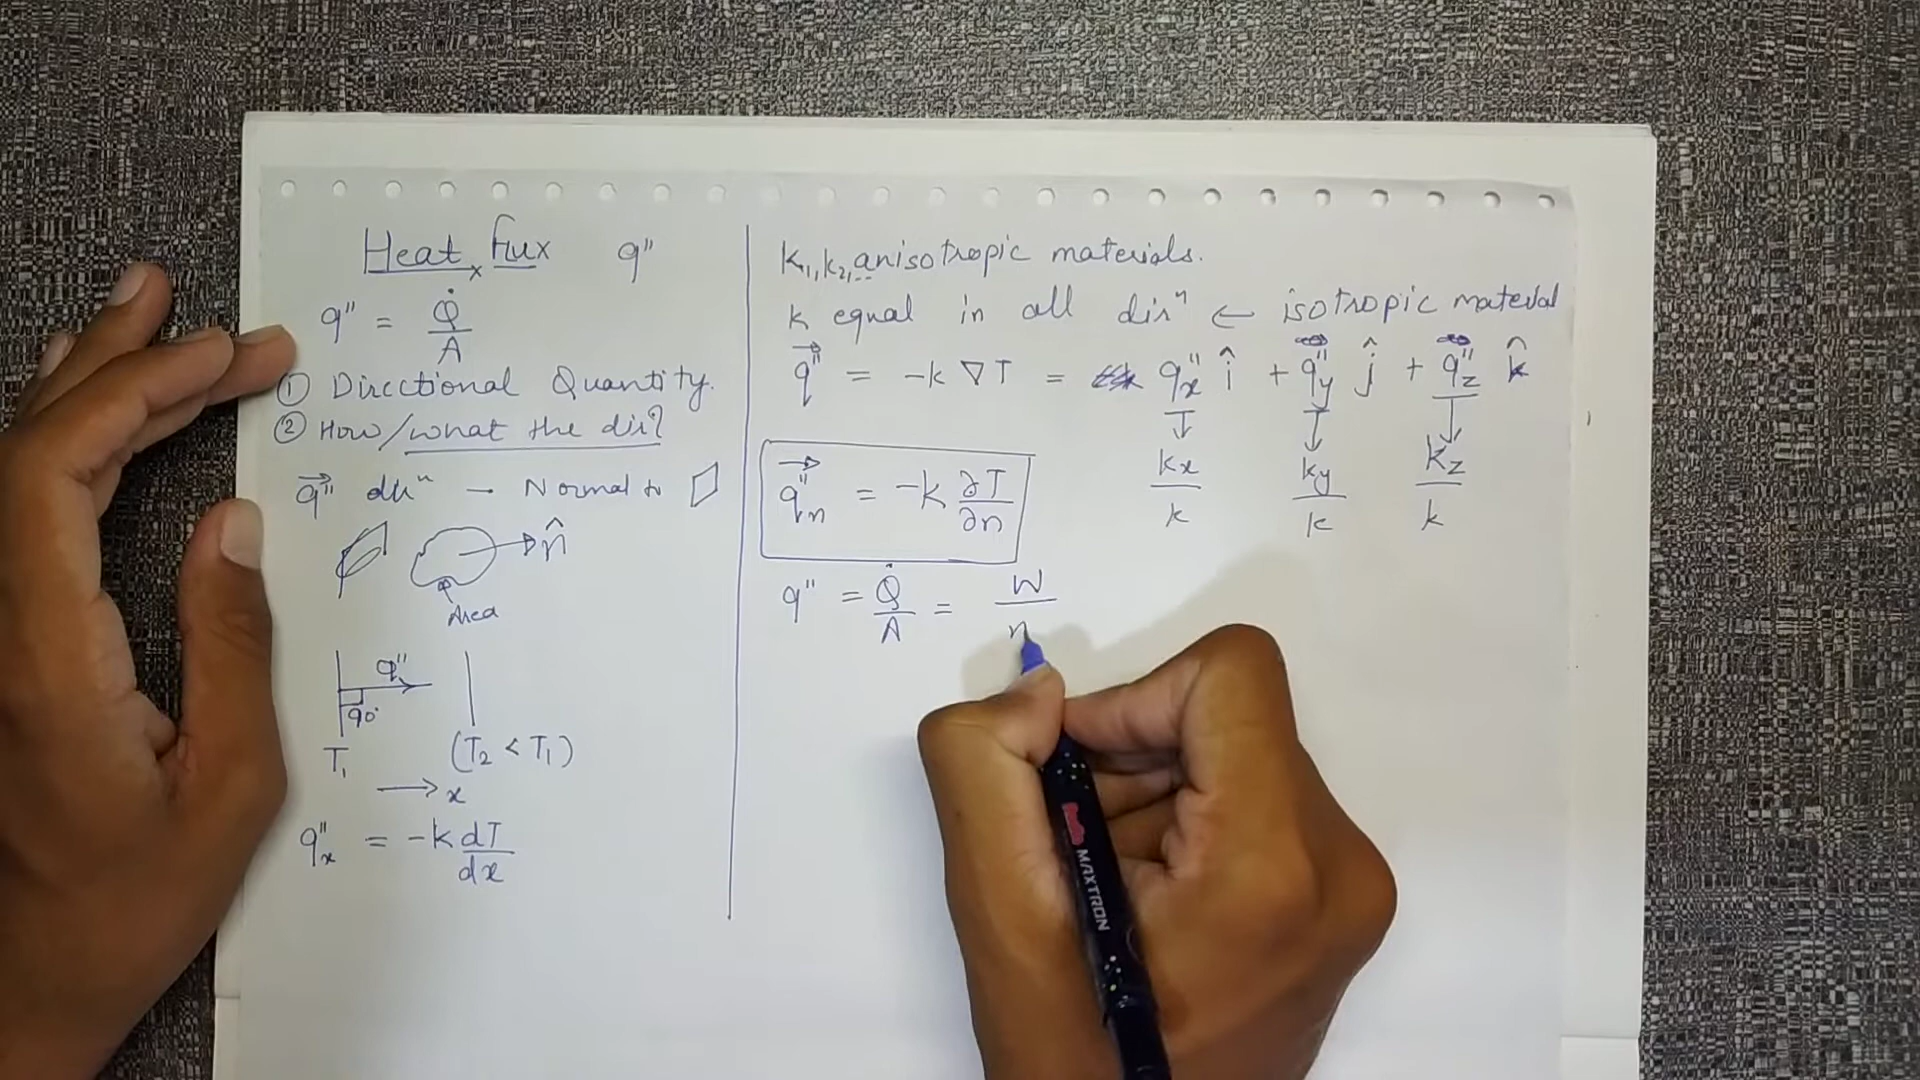 Heat flux q"
q" = Q̇/A
① Directional Quantity.
② How/what the dir?
q⃗" dirⁿ — Normal to ▱
n̂
Area
q"
90°
T₁ (T₂ < T₁)
→ x
q"ₓ = -k dT/dx
k₁,k₂, anisotropic materials.
k equal in all dirⁿ ← isotropic material
q⃗" = -k ∇T = q"ₓ î + q"y ĵ + q"z k̂
kx ky kz
k k k
q⃗"n = -k ∂T/∂n
q" = Q̇/A = W/m
MAXTRON